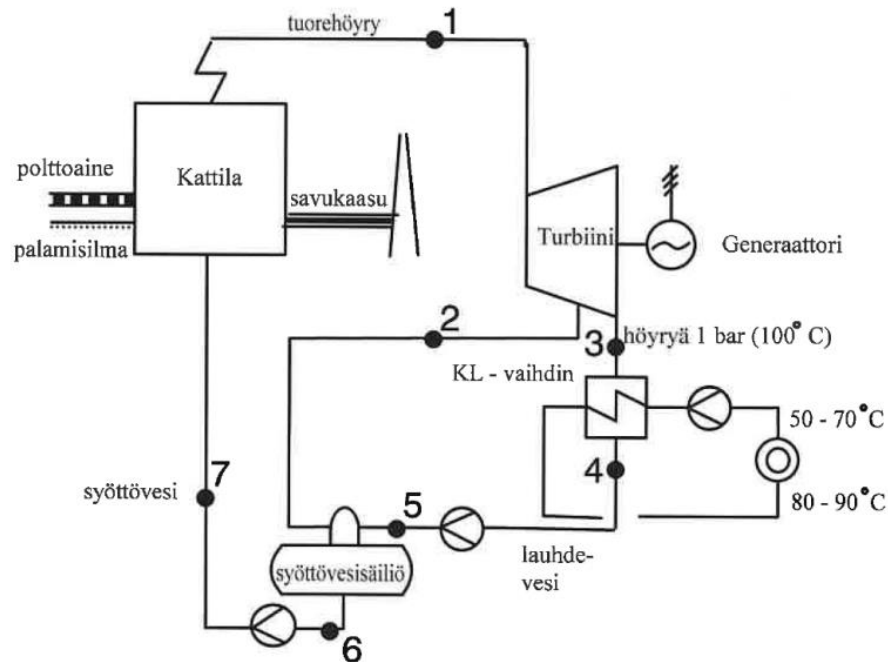 tuorehöyry
1
polttoaine
Kattila
savukaasu
palamisilma
Turbiini
Generaattori
2
3
höyryä 1 bar (100° C)
KL - vaihdin
50 - 70°C
4
7
syöttövesi
80 - 90°C
5
lauhde-
vesi
syöttövesisäiliö
6